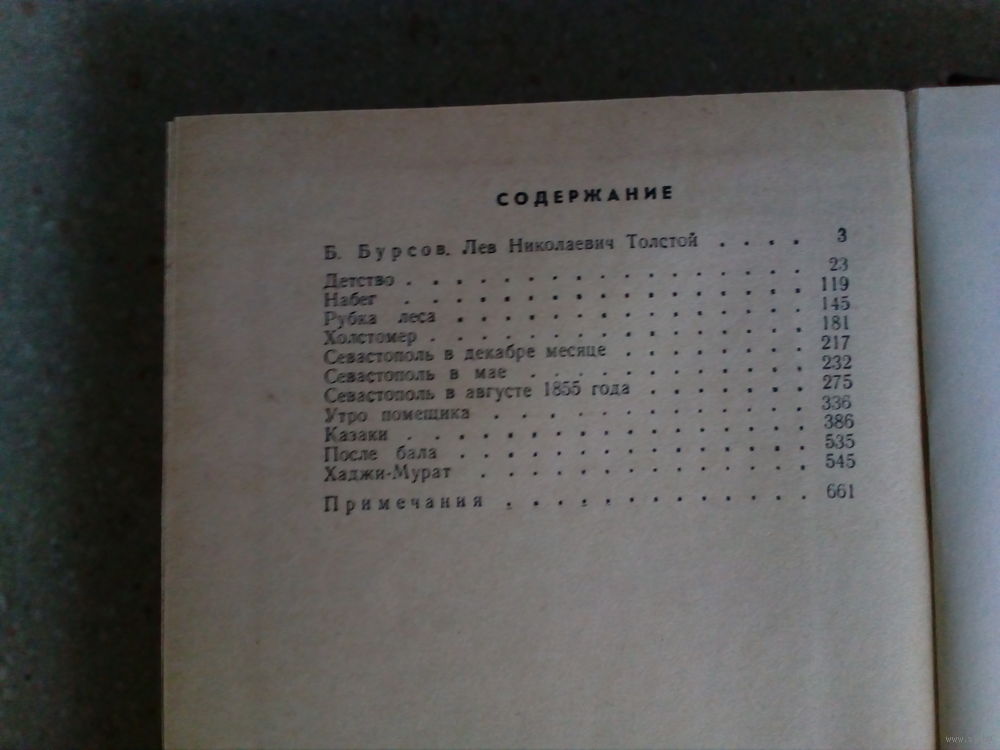 СОДЕРЖАНИЕ
Б. Бурсов. Лев Николаевич Толстой . . . . 3
Детство . . . . . . . . . . . . . . . . . 23
Набег . . . . . . . . . . . . . . . . . 119
Рубка леса . . . . . . . . . . . . . . . 145
Холстомер . . . . . . . . . . . . . . . . 181
Севастополь в декабре месяце . . . . . . . . 217
Севастополь в мае . . . . . . . . . . . . 232
Севастополь в августе 1855 года . . . . . . . 275
Утро помещика . . . . . . . . . . . . . 336
Казаки . . . . . . . . . . . . . . . . 386
После бала . . . . . . . . . . . . . . 535
Хаджи-Мурат . . . . . . . . . . . . . . 545
Примечания . . . . . . . . . . . . . 661